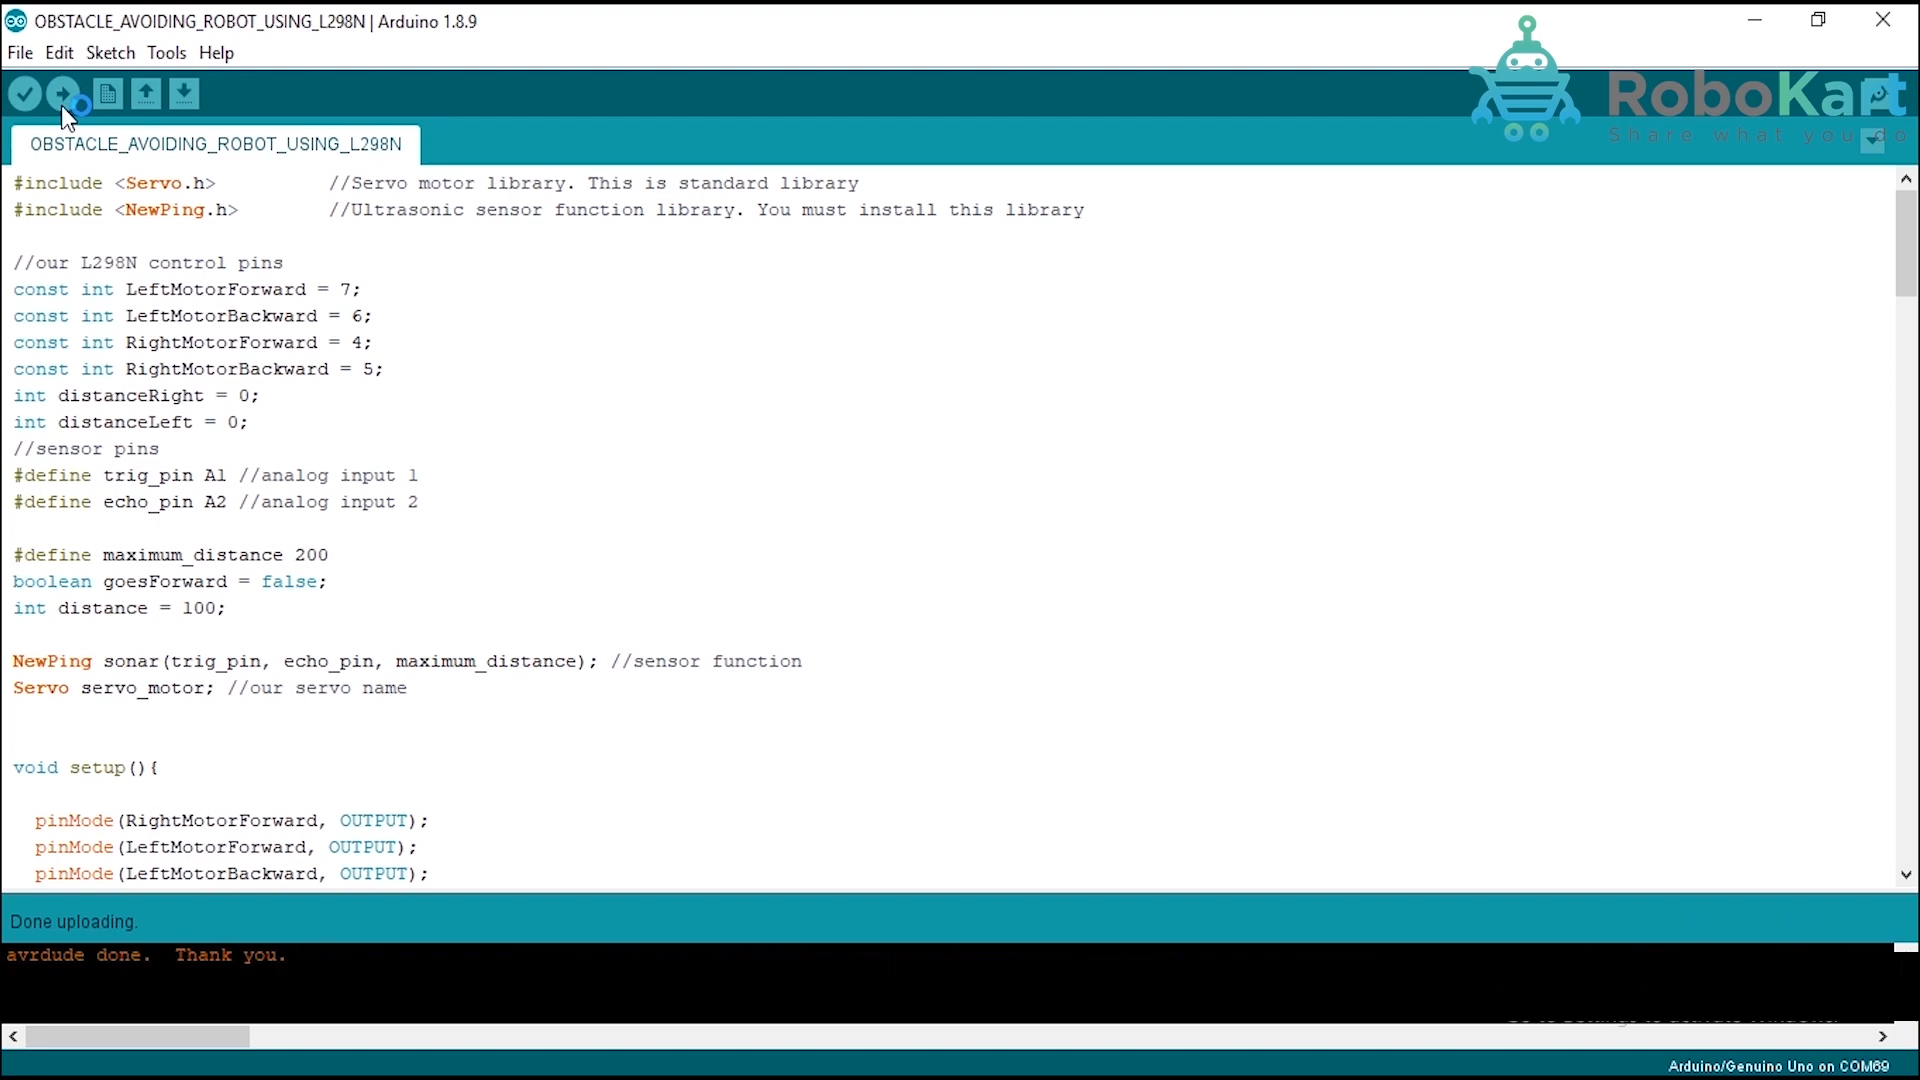 OBSTACLE_AVOIDING_ROBOT_USING_L298N | Arduino 1.8.9
File Edit Sketch Tools Help
RoboKart
Share what you do
OBSTACLE_AVOIDING_ROBOT_USING_L298N
#include <Servo.h> //Servo motor library. This is standard library
#include <NewPing.h> //Ultrasonic sensor function library. You must install this library
//our L298N control pins
const int LeftMotorForward = 7;
const int LeftMotorBackward = 6;
const int RightMotorForward = 4;
const int RightMotorBackward = 5;
int distanceRight = 0;
int distanceLeft = 0;
//sensor pins
#define trig_pin A1 //analog input 1
#define echo_pin A2 //analog input 2
#define maximum_distance 200
boolean goesForward = false;
int distance = 100;
NewPing sonar(trig_pin, echo_pin, maximum_distance); //sensor function
Servo servo_motor; //our servo name
void setup(){
pinMode(RightMotorForward, OUTPUT);
pinMode(LeftMotorForward, OUTPUT);
pinMode(LeftMotorBackward, OUTPUT);
Done uploading.
avrdude done.  Thank you.
Arduino/Genuino Uno on COM69